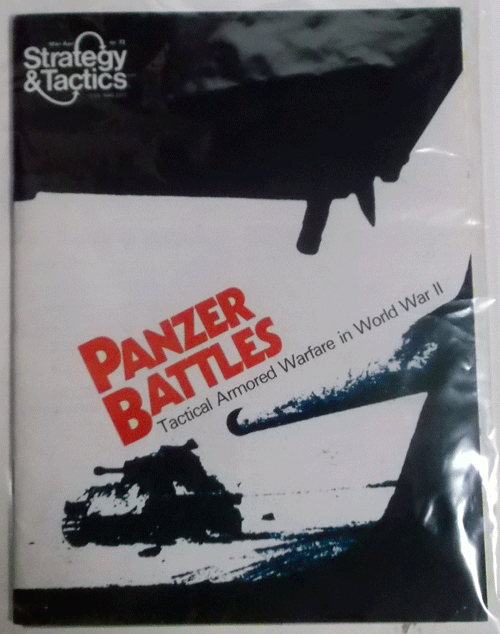 Strategy
& Tactics
PANZER
BATTLES
Tactical Armored Warfare in World War II